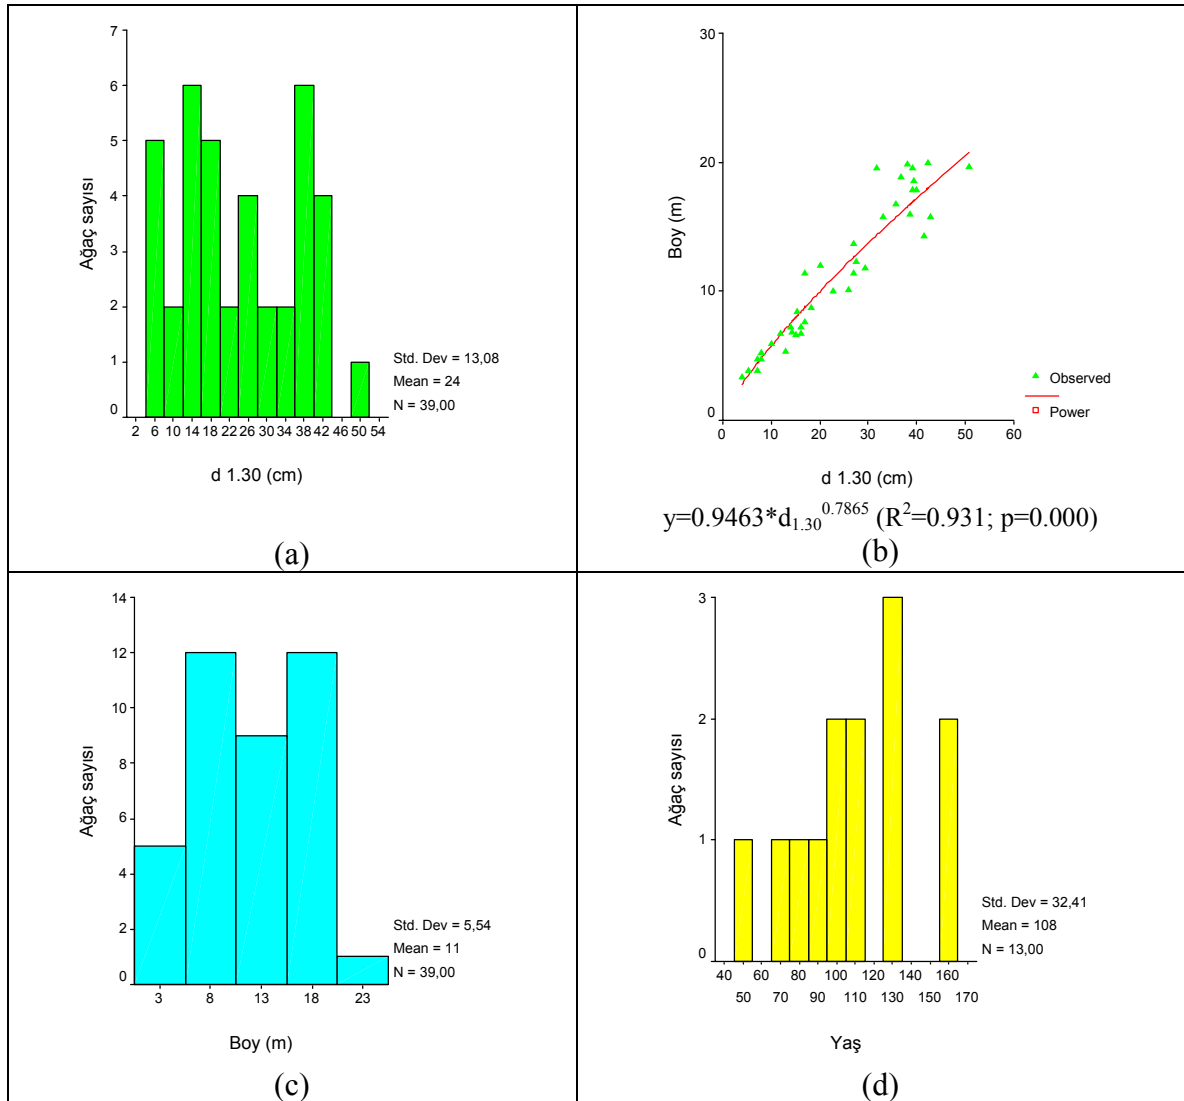 7
6
5
4
3
2
1
0
Ağaç sayısı
2 6 10 14 18 22 26 30 34 38 42 46 50 54
d 1.30 (cm)
Std. Dev = 13,08
Mean = 24
N = 39,00
(a)
30
20
10
0
Boy (m)
0 10 20 30 40 50 60
d 1.30 (cm)
Observed
Power
y=0.9463*d₁.₃₀^0.7865 (R²=0.931; p=0.000)
(b)
14
12
10
8
6
4
2
0
Ağaç sayısı
3 8 13 18 23
Boy (m)
Std. Dev = 5,54
Mean = 11
N = 39,00
(c)
3
2
1
0
Ağaç sayısı
40 60 80 100 120 140 160
50 70 90 110 130 150 170
Yaş
Std. Dev = 32,41
Mean = 108
N = 13,00
(d)